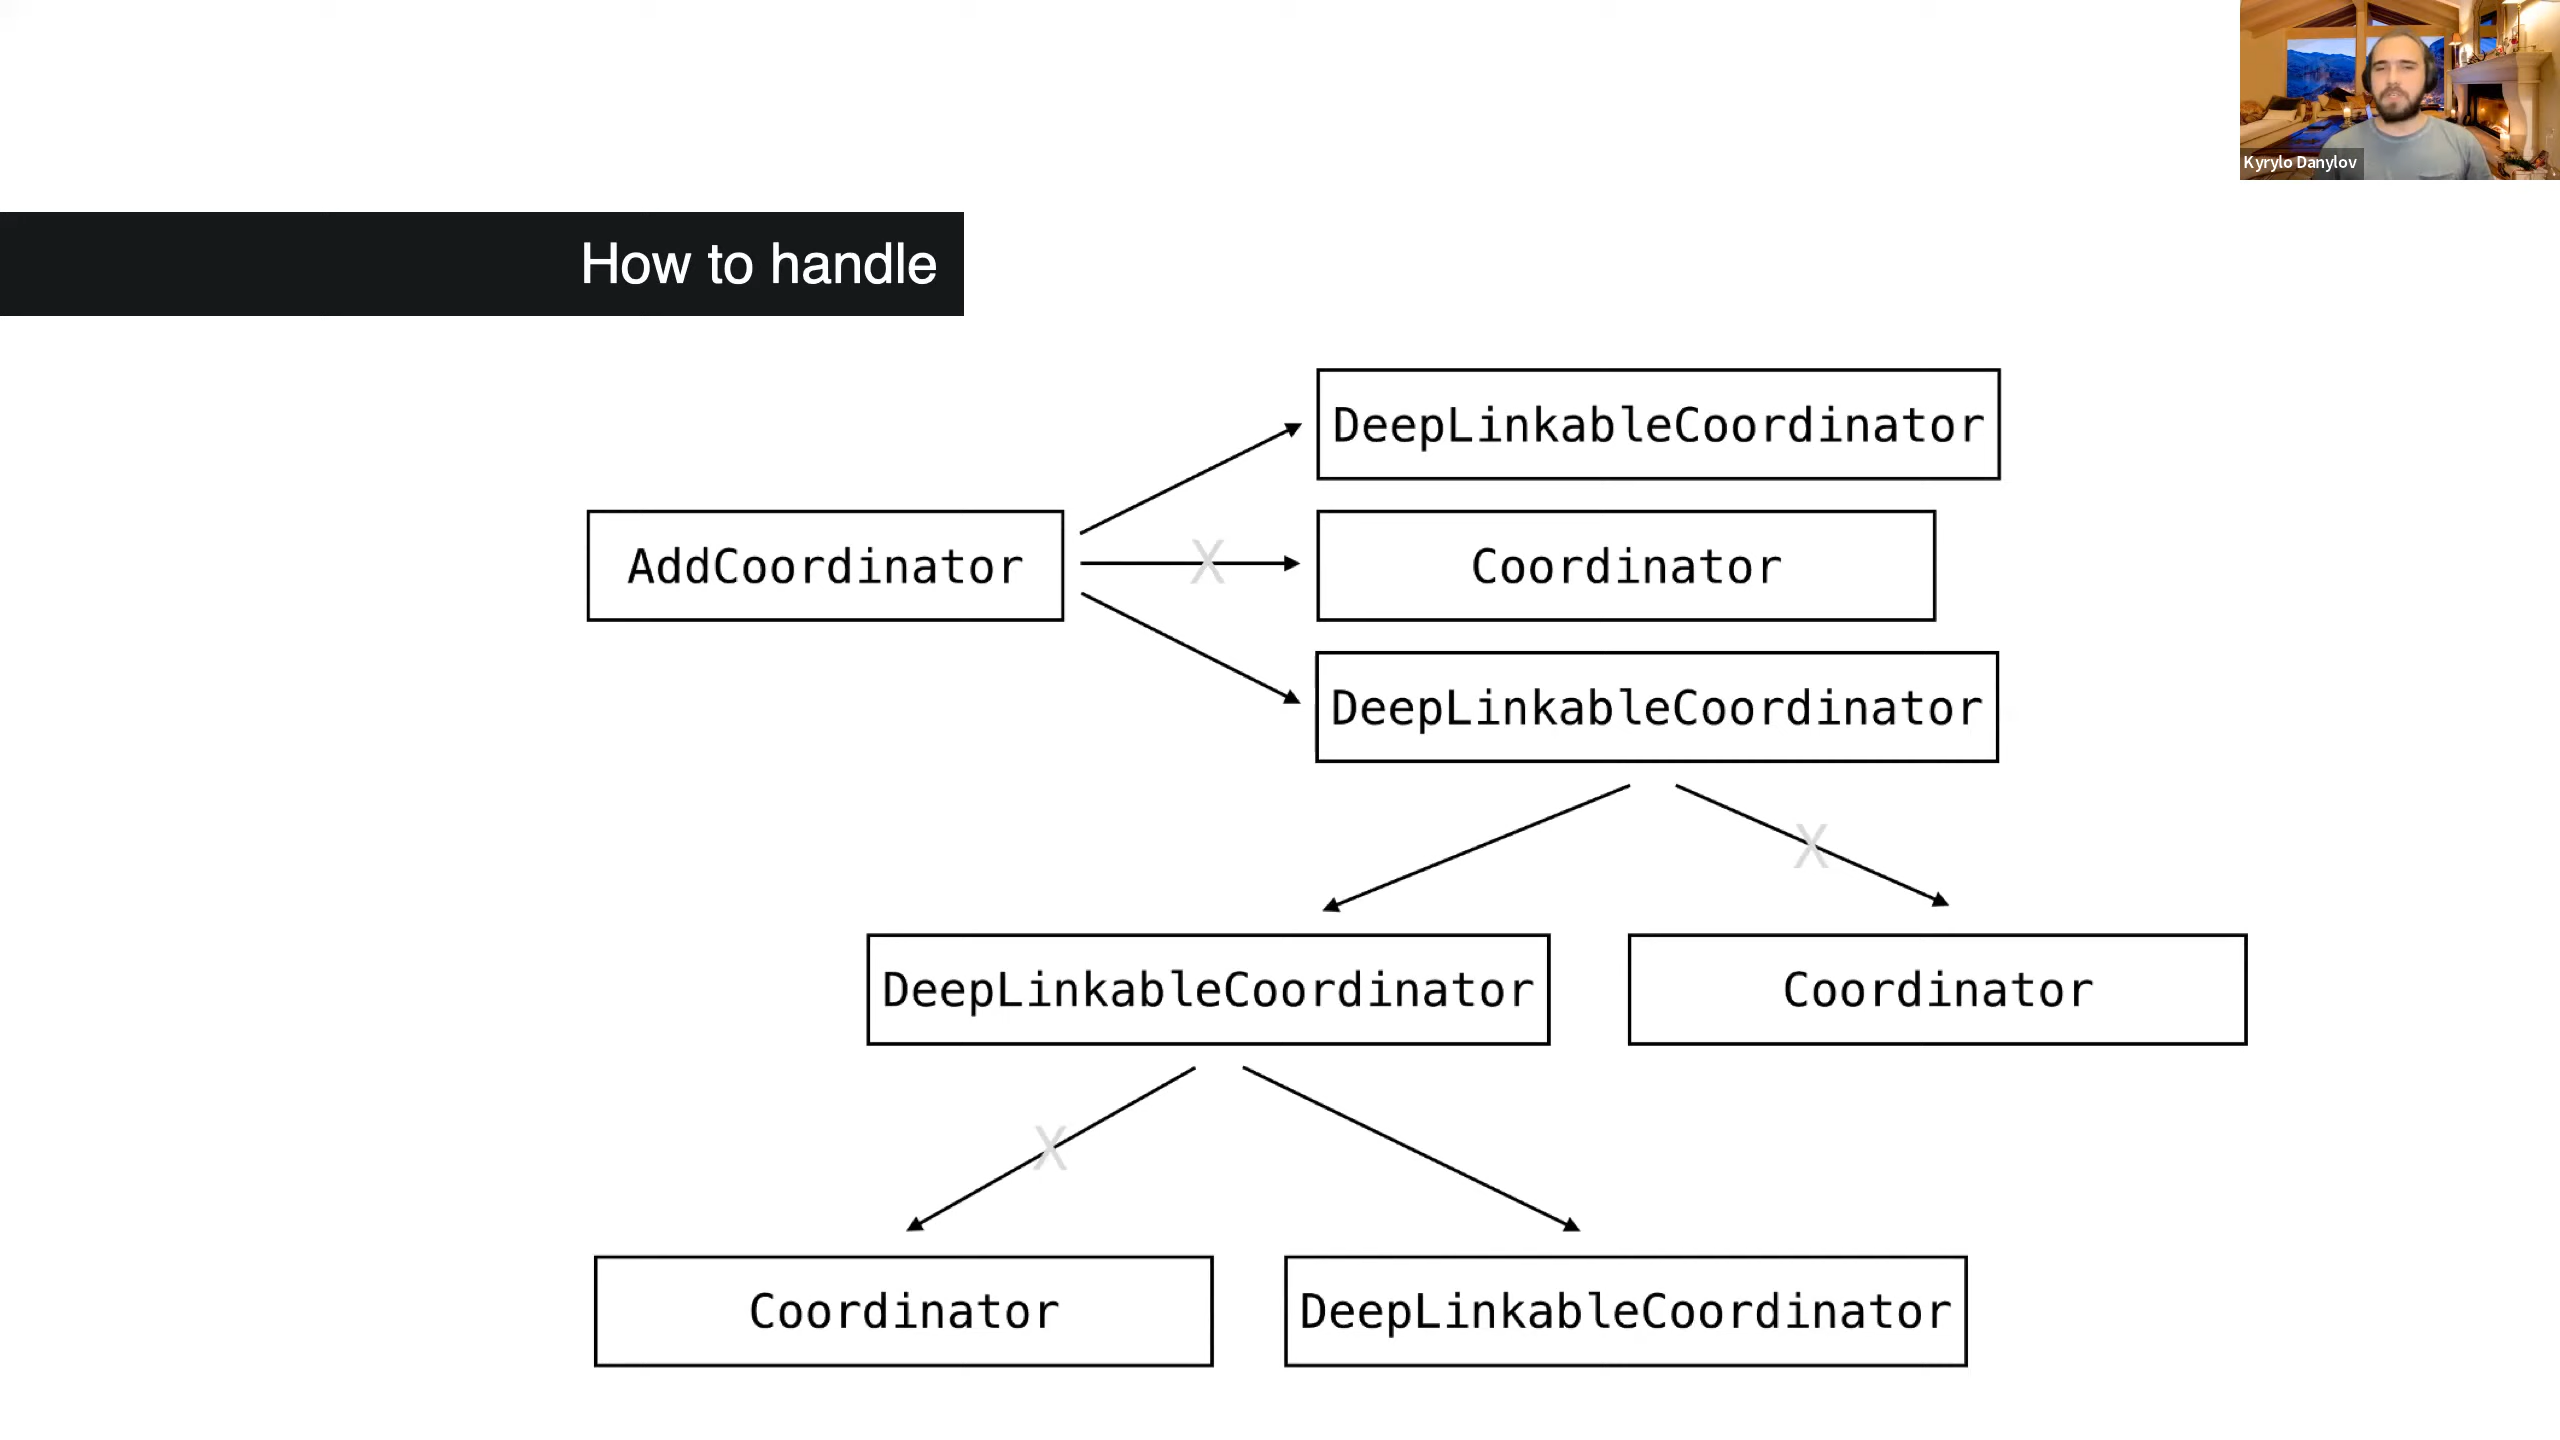 Kyrylo Danylov
How to handle
DeepLinkableCoordinator
AddCoordinator
X
Coordinator
DeepLinkableCoordinator
X
DeepLinkableCoordinator
Coordinator
X
Coordinator
DeepLinkableCoordinator